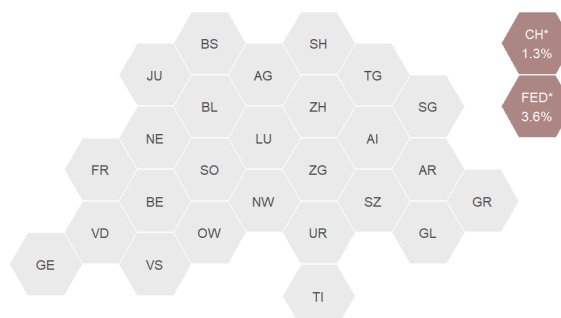 BS
SH
CH*
1.3%
JU
AG
TG
BL
ZH
SG
FED*
3.6%
NE
LU
AI
FR
SO
ZG
AR
BE
NW
SZ
GR
VD
OW
UR
GL
GE
VS
TI